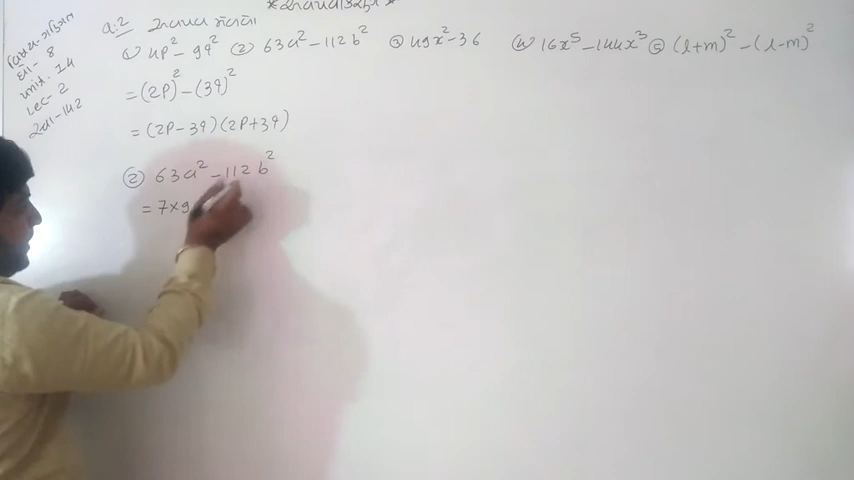 *અવયવીકરણ*
વિષય-ગણિત
ધો- 8
unit. 14
Lec- 2
દા.2 અવયવ મેળવો
① 4p² - 9q² ② 63a² - 112b² ③ 49x² - 36 ④ 16x⁵ - 144x³ ⑤ (l+m)² - (l-m)²
= (2p)² - (3q)²
= (2p-3q)(2p+3q)
② 63a² - 112b²
= 7×9